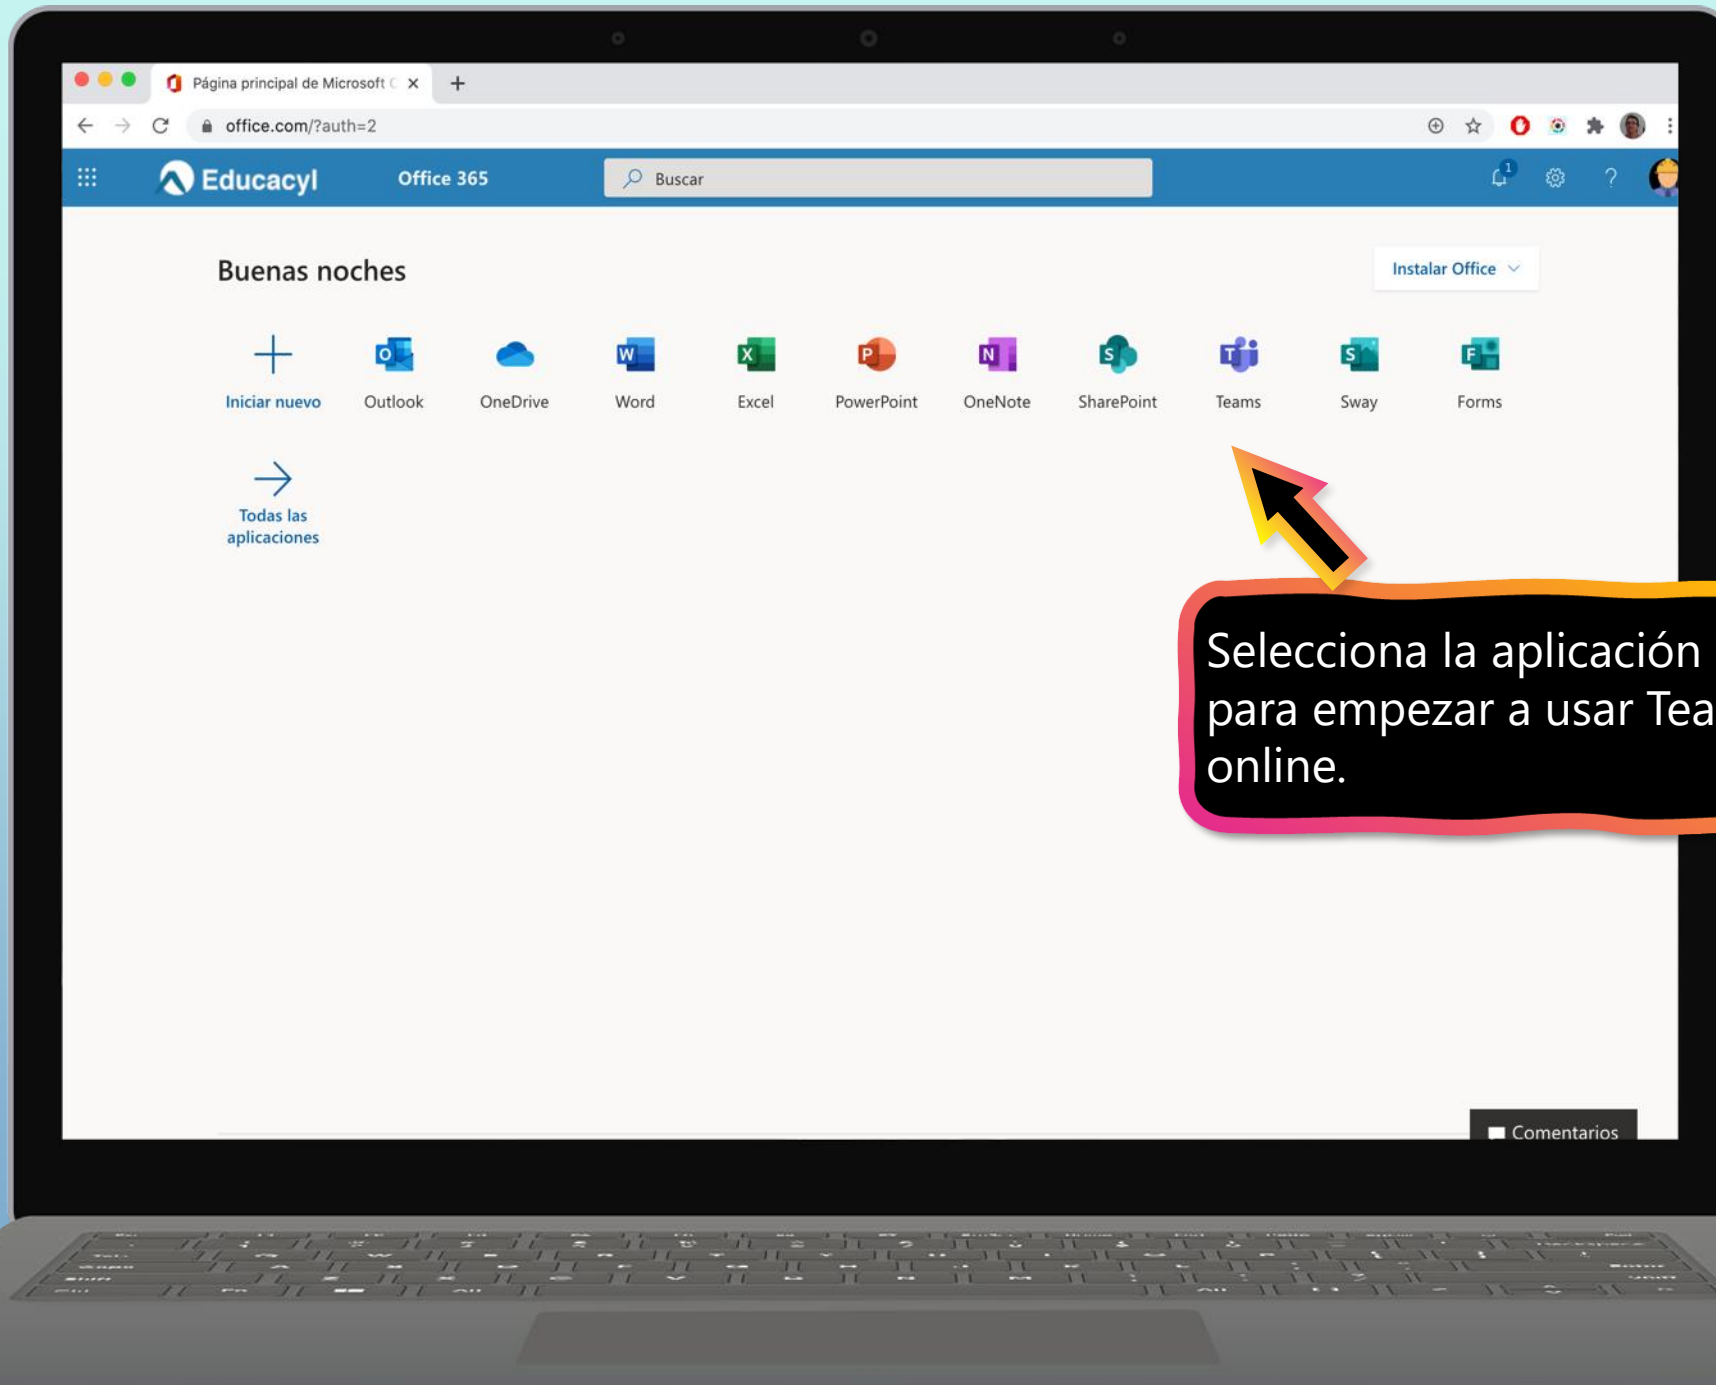 Página principal de Microsoft
office.com/?auth=2
Educacyl
Office 365
Buscar
1
Buenas noches
Instalar Office
Iniciar nuevo
Outlook
OneDrive
Word
Excel
PowerPoint
OneNote
SharePoint
Teams
Sway
Forms
Todas las
aplicaciones
Selecciona la aplicación
para empezar a usar Tea
online.
Comentarios